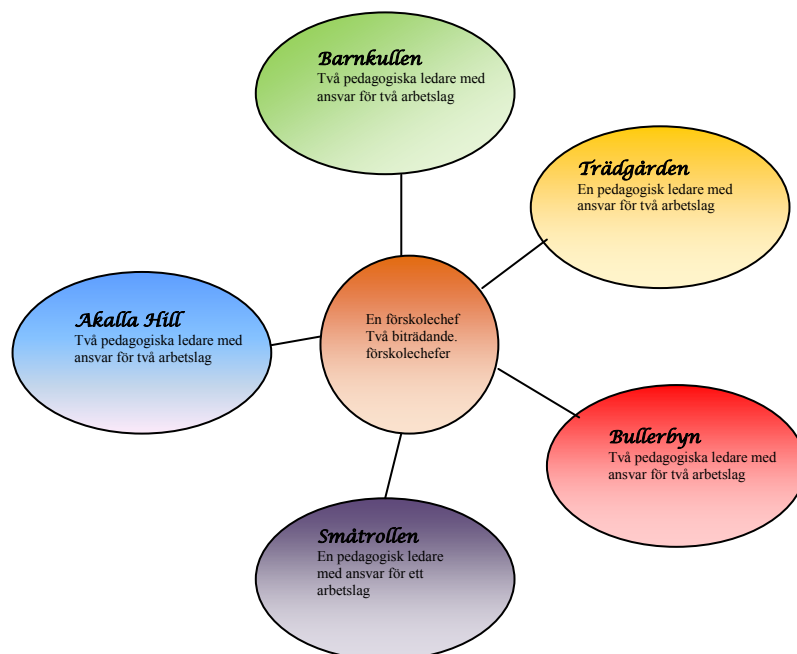 Barnkullen
Två pedagogiska ledare med
ansvar för två arbetslag
Trädgården
En pedagogisk ledare med
ansvar för två arbetslag
Akalla Hill
Två pedagogiska ledare med
ansvar för två arbetslag
En förskolechef
Två biträdande.
förskolechefer
Bullerbyn
Två pedagogiska ledare med
ansvar för två arbetslag
Småtrollen
En pedagogisk ledare
med ansvar för ett
arbetslag